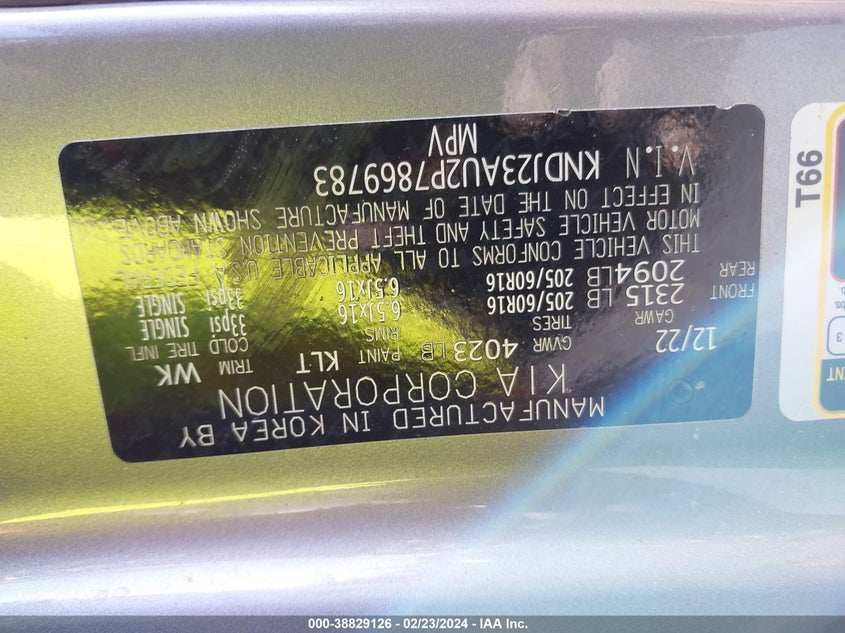 MANUFACTURED IN KOREA BY
KIA CORPORATION
12/22 GVWR 4023 LB PAINT KLT TRIM WK
GAWR TIRES RIMS COLD TIRE INFL
FRONT 2315 LB 205/60R16 6.5Jx16 33psi SINGLE
REAR 2094LB 205/60R16 6.5Jx16 33psi SINGLE
THIS VEHICLE CONFORMS TO ALL APPLICABLE U.S.A FEDERAL
MOTOR VEHICLE SAFETY AND THEFT PREVENTION STANDARDS
IN EFFECT ON THE DATE OF MANUFACTURE SHOWN ABOVE
V.I.N KNDJ23AU2P7869783
MPV
T66
3
000-38829126 - 02/23/2024 - IAA Inc.